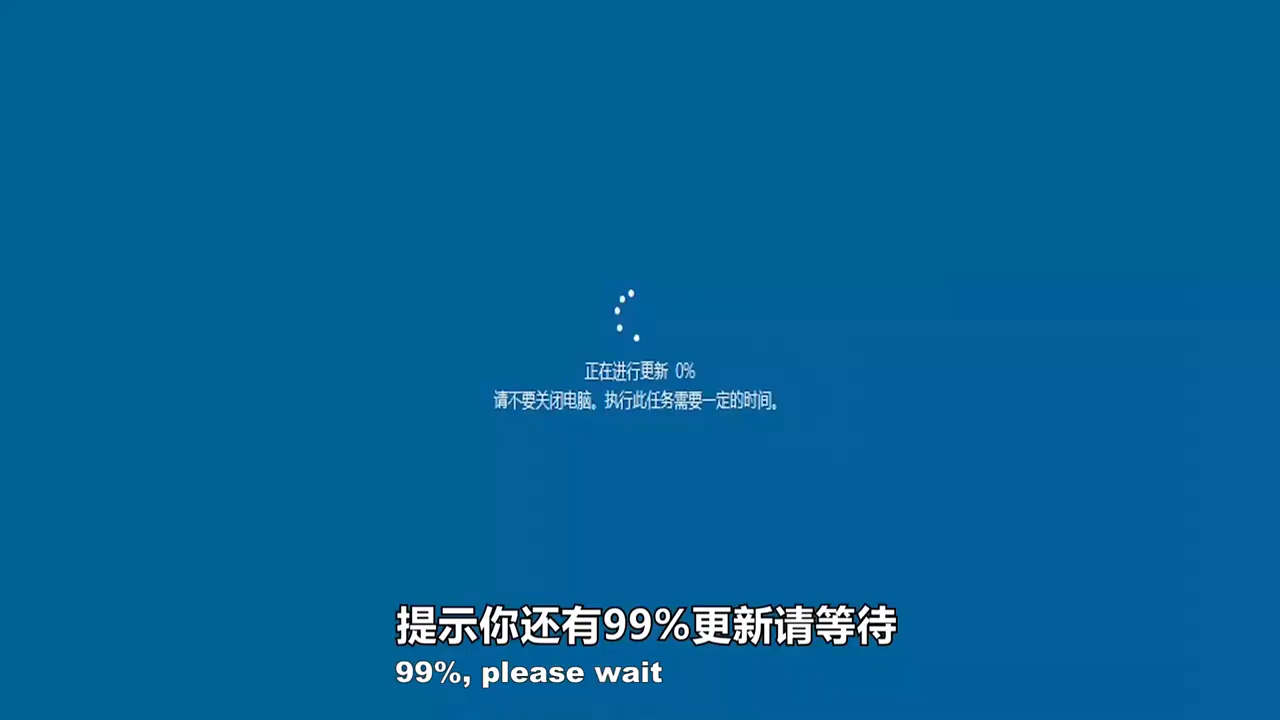 正在进行更新 0%
请不要关闭电脑。执行此任务需要一定的时间。
提示你还有99%更新请等待
99%, please wait